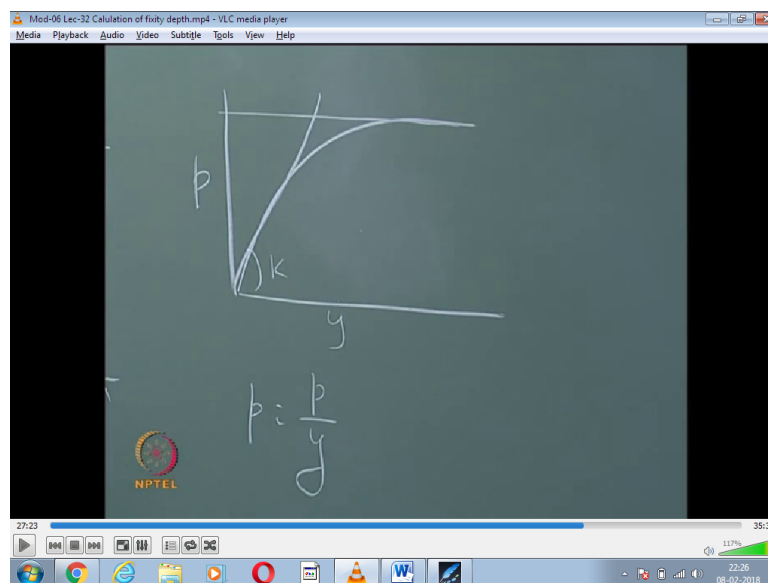 Mod-06 Lec-32 Calulation of fixity depth.mp4 - VLC media player
Media Playback Audio Video Subtitle Tools View Help
p
K
y
p = p / y
NPTEL
27:23
117%
22:26
08-02-2018